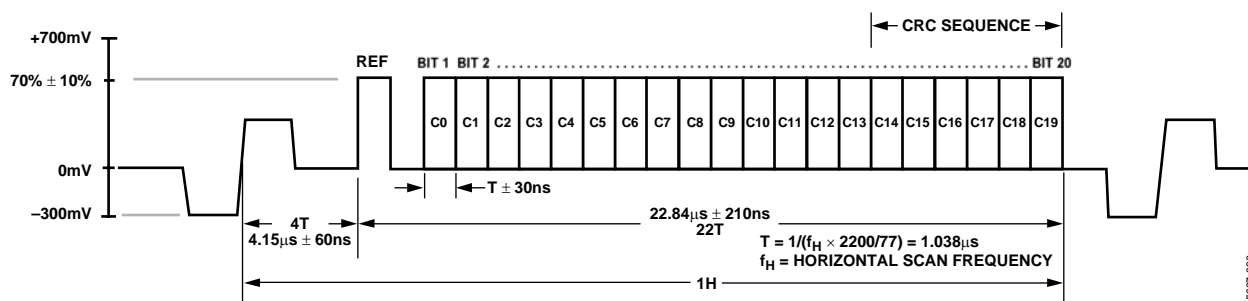 CRC SEQUENCE
+700mV
REF
BIT 1 BIT 2 BIT 20
70% ± 10%
C0 C1 C2 C3 C4 C5 C6 C7 C8 C9 C10 C11 C12 C13 C14 C15 C16 C17 C18 C19
0mV
T ± 30ns
–300mV
4T
4.15μs ± 60ns
22.84μs ± 210ns
22T
T = 1/(fH × 2200/77) = 1.038μs
fH = HORIZONTAL SCAN FREQUENCY
1H